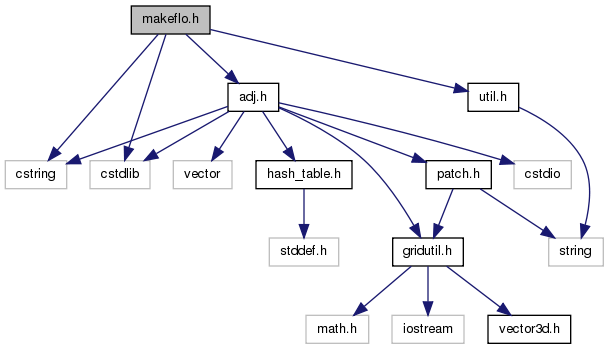 makeflo.h
adj.h
util.h
cstring
cstdlib
vector
hash_table.h
patch.h
cstdio
stddef.h
gridutil.h
string
math.h
iostream
vector3d.h